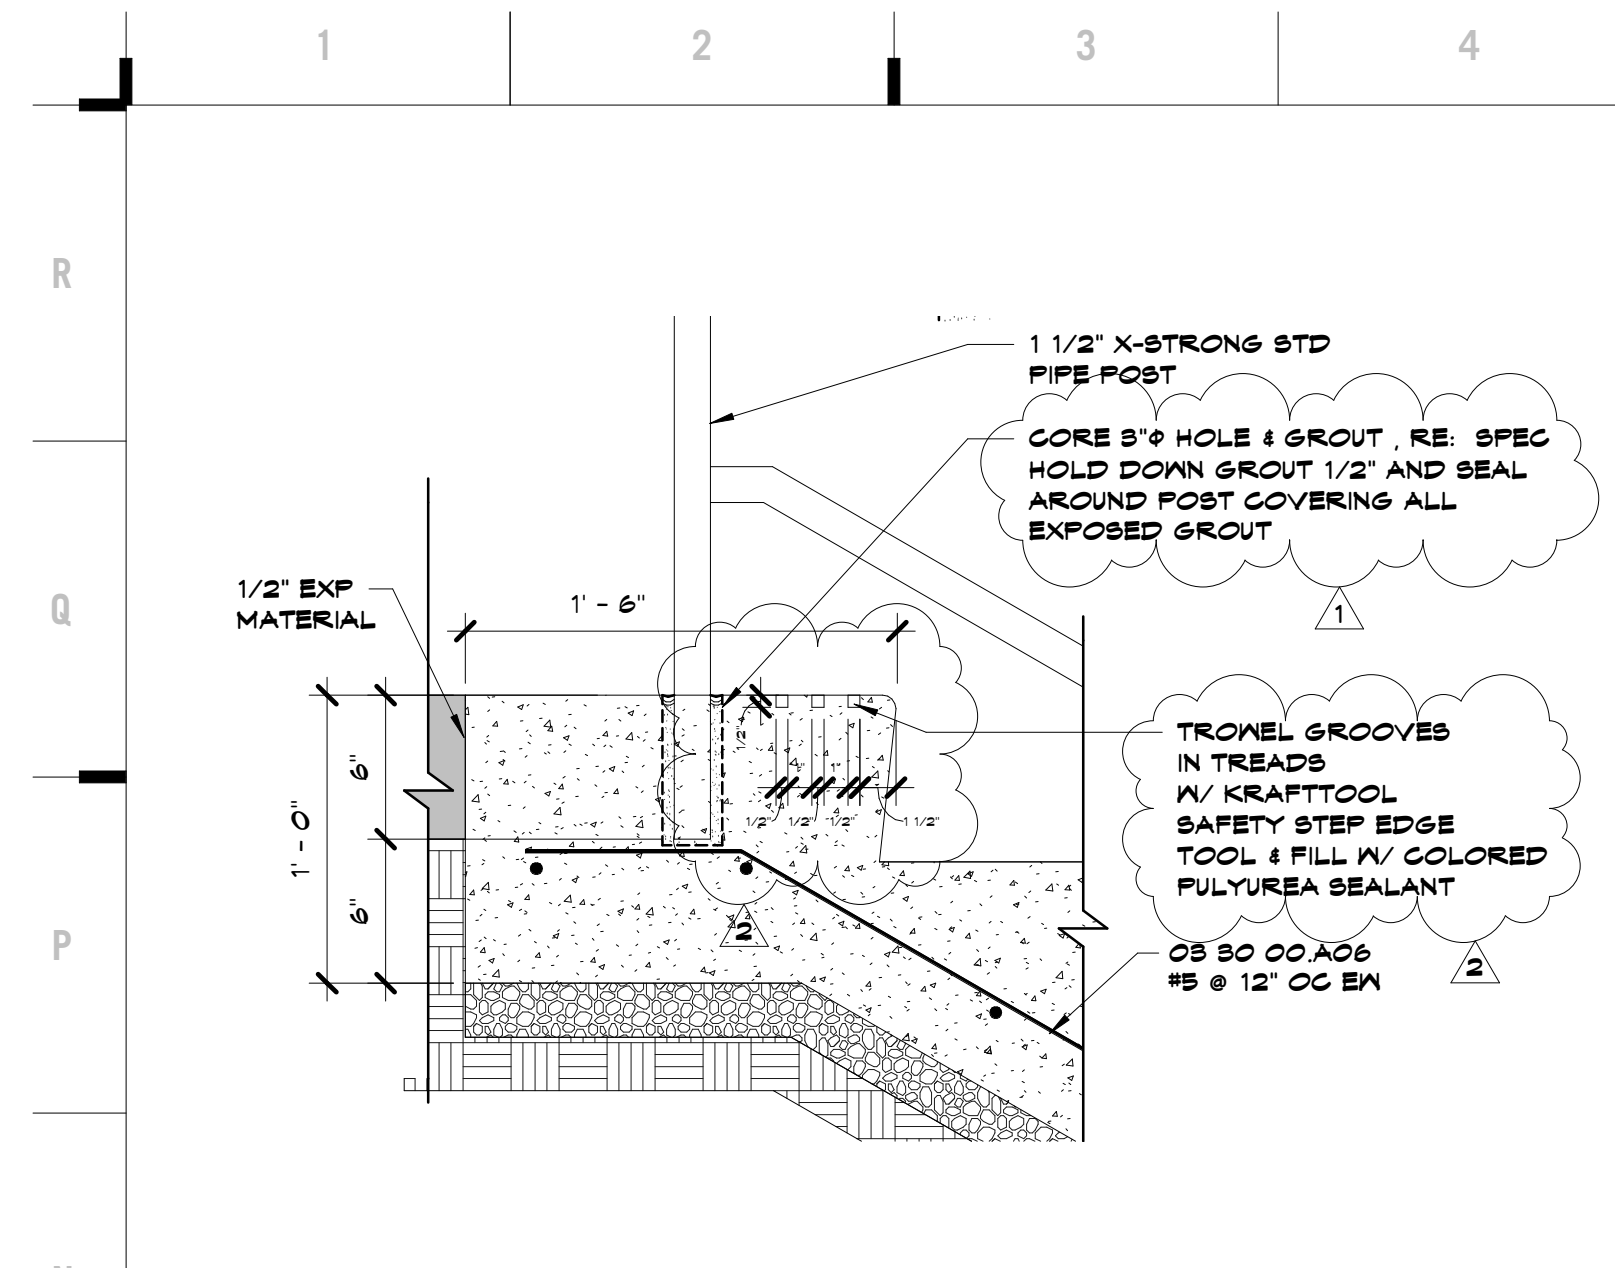 1
2
3
4
R
Q
P
1 1/2" X-STRONG STD
PIPE POST
CORE 3"Φ HOLE & GROUT , RE: SPEC
HOLD DOWN GROUT 1/2" AND SEAL
AROUND POST COVERING ALL
EXPOSED GROUT
1
1/2" EXP
MATERIAL
1' - 6"
6"
1' - 0"
6"
1/2"
1"
1"
1/2"
1/2"
1/2"
1 1/2"
2
TROWEL GROOVES
IN TREADS
W/ KRAFTTOOL
SAFETY STEP EDGE
TOOL & FILL W/ COLORED
PULYUREA SEALANT
2
03 30 00.A06
#5 @ 12" OC EW